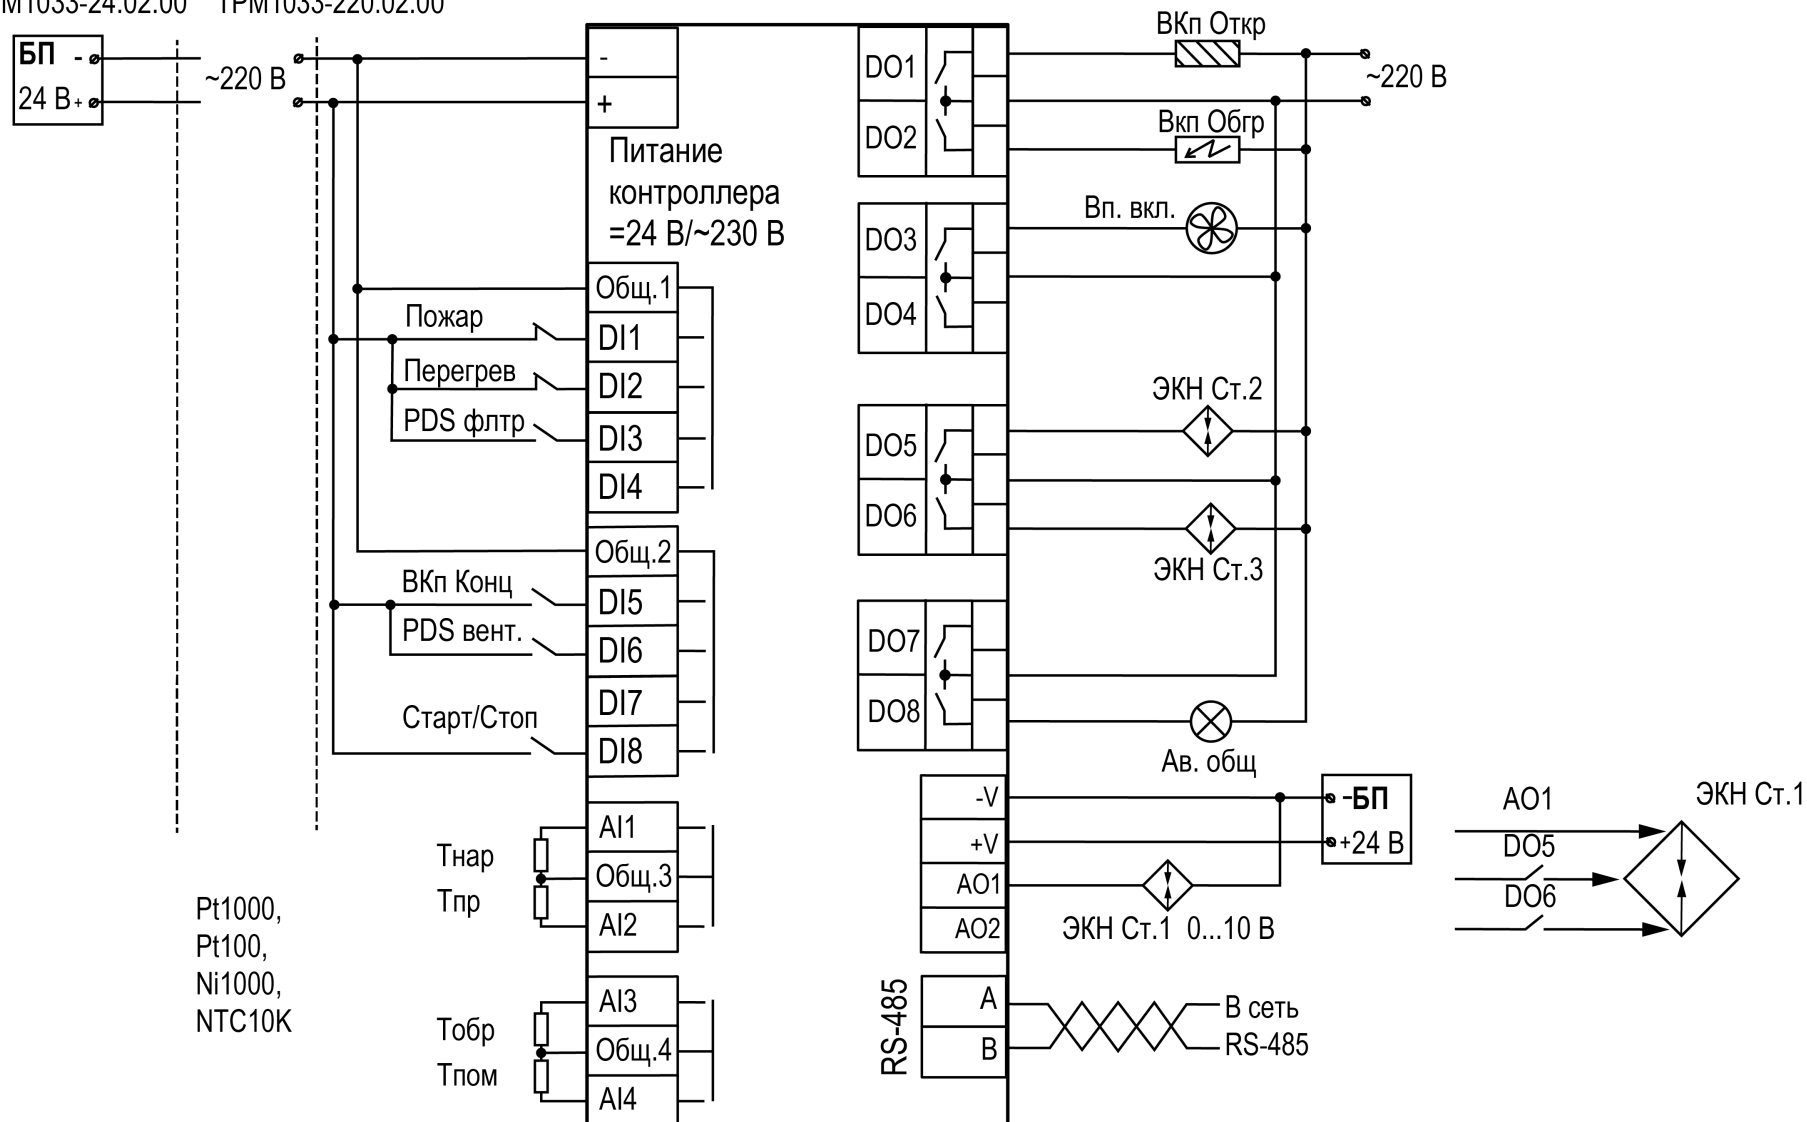 М1033-24.02.00 ТРМ1033-220.02.00
БП -
24 В +
~220 В
-
+
Питание
контроллера
=24 В/~230 В
Общ.1
Пожар
DI1
Перегрев
DI2
PDS флтр
DI3
DI4
Общ.2
ВКп Конц
DI5
PDS вент.
DI6
DI7
Старт/Стоп
DI8
AI1
Тнар
Общ.3
Тпр
AI2
Pt1000,
Pt100,
Ni1000,
NTC10K
AI3
Тобр
Общ.4
Тпом
AI4
ВКп Откр
DO1
~220 В
Вкп Обгр
DO2
Вп. вкл.
DO3
DO4
ЭКН Ст.2
DO5
DO6
ЭКН Ст.3
DO7
DO8
Ав. общ
-V
-БП
+V
+24 В
AO1
AO2
ЭКН Ст.1 0...10 В
AO1
ЭКН Ст.1
DO5
DO6
RS-485
A
B
В сеть
RS-485